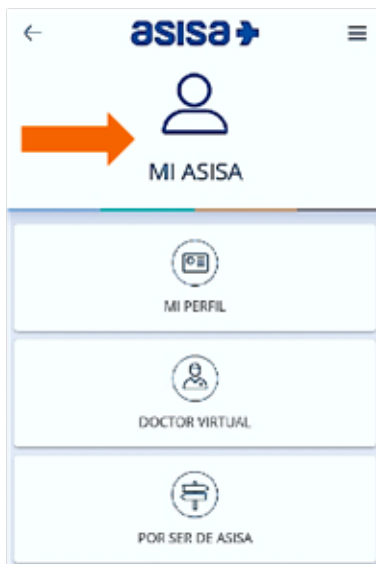 asisa
MI ASISA
MI PERFIL
DOCTOR VIRTUAL
POR SER DE ASISA